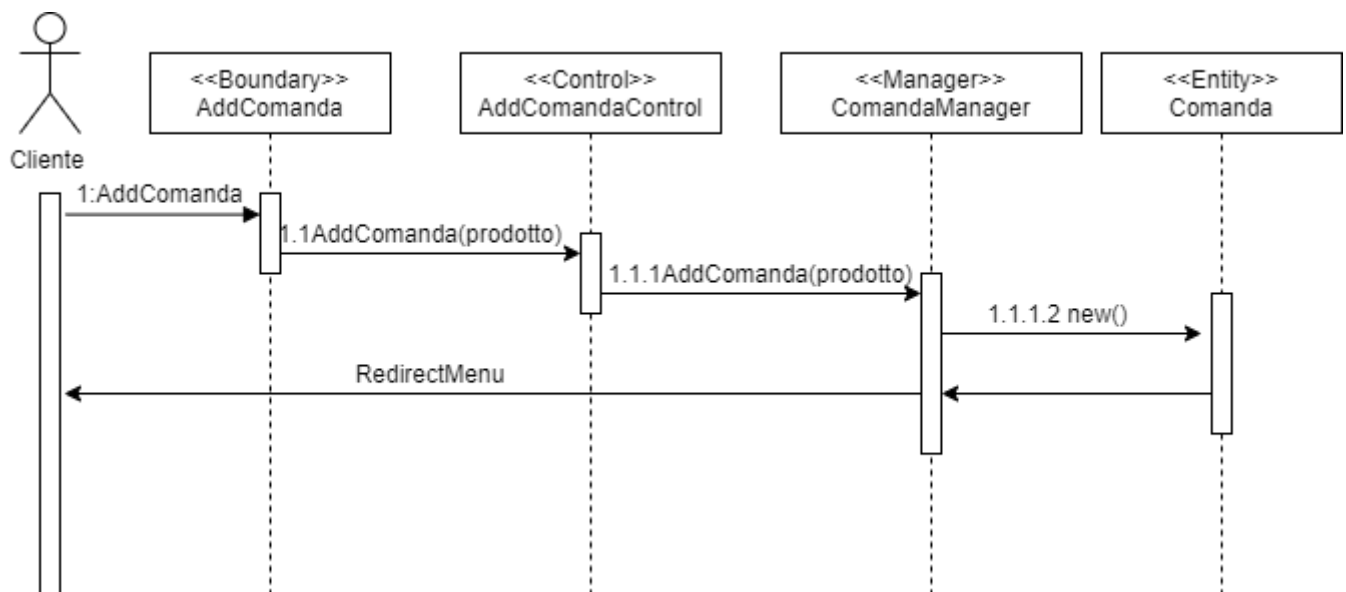 <<Boundary>>
AddComanda
<<Control>>
AddComandaControl
<<Manager>>
ComandaManager
<<Entity>>
Comanda
Cliente
1:AddComanda
1.1AddComanda(prodotto)
1.1.1AddComanda(prodotto)
1.1.1.2 new()
RedirectMenu